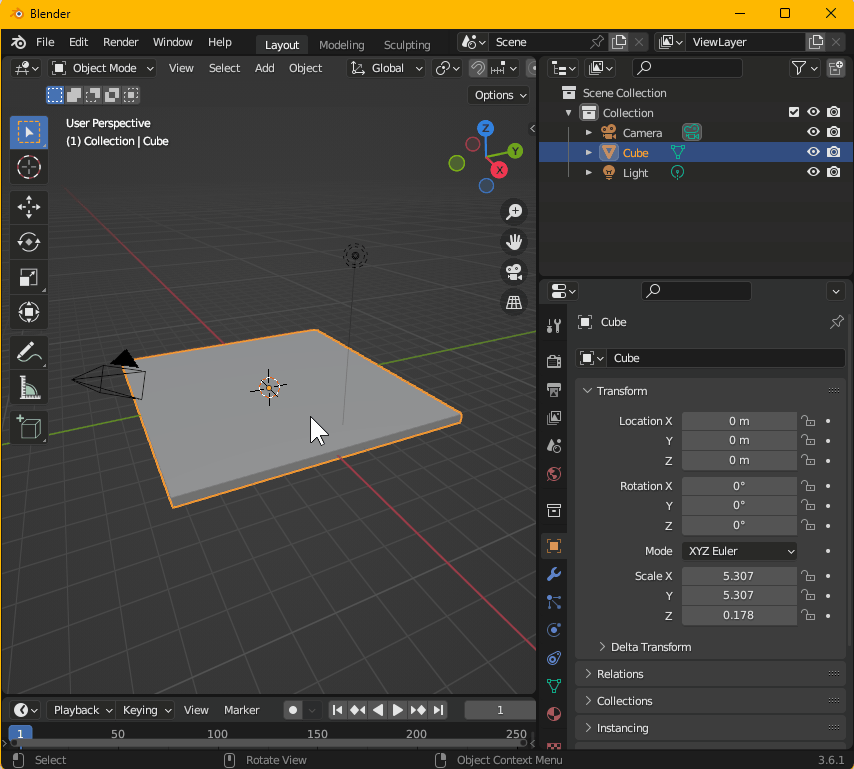 Blender
File Edit Render Window Help Layout Modeling Sculpting Scene ViewLayer
Object Mode View Select Add Object Global
Options
User Perspective
(1) Collection | Cube
Z
Y
X
Scene Collection
Collection
Camera
Cube
Light
Cube
Cube
Transform
Location X 0 m
Y 0 m
Z 0 m
Rotation X 0°
Y 0°
Z 0°
Mode XYZ Euler
Scale X 5.307
Y 5.307
Z 0.178
Delta Transform
Relations
Collections
Instancing
Playback Keying View Marker 1
1 50 100 150 200 250
Select Rotate View Object Context Menu 3.6.1